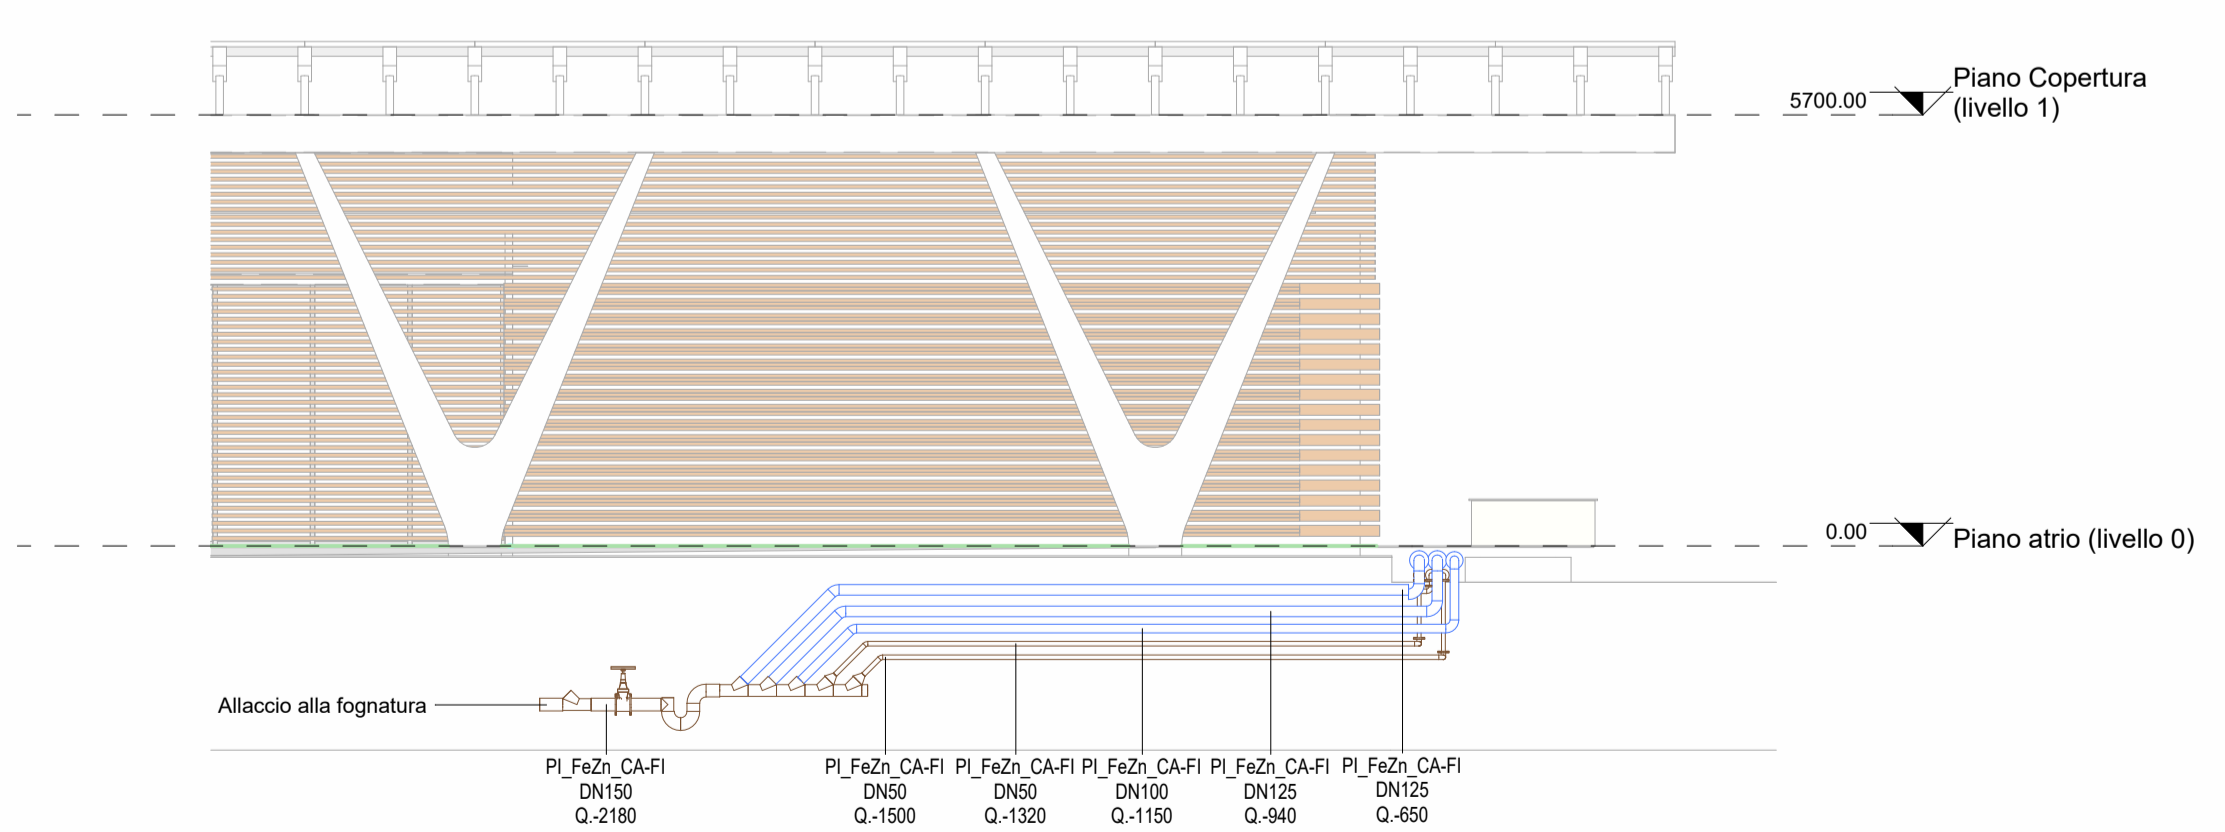 5700.00
Piano Copertura
(livello 1)
0.00
Piano atrio (livello 0)
Allaccio alla fognatura
PI_FeZn_CA-FI
DN150
Q.-2180
PI_FeZn_CA-FI
DN50
Q.-1500
PI_FeZn_CA-FI
DN50
Q.-1320
PI_FeZn_CA-FI
DN100
Q.-1150
PI_FeZn_CA-FI
DN125
Q.-940
PI_FeZn_CA-FI
DN125
Q.-650